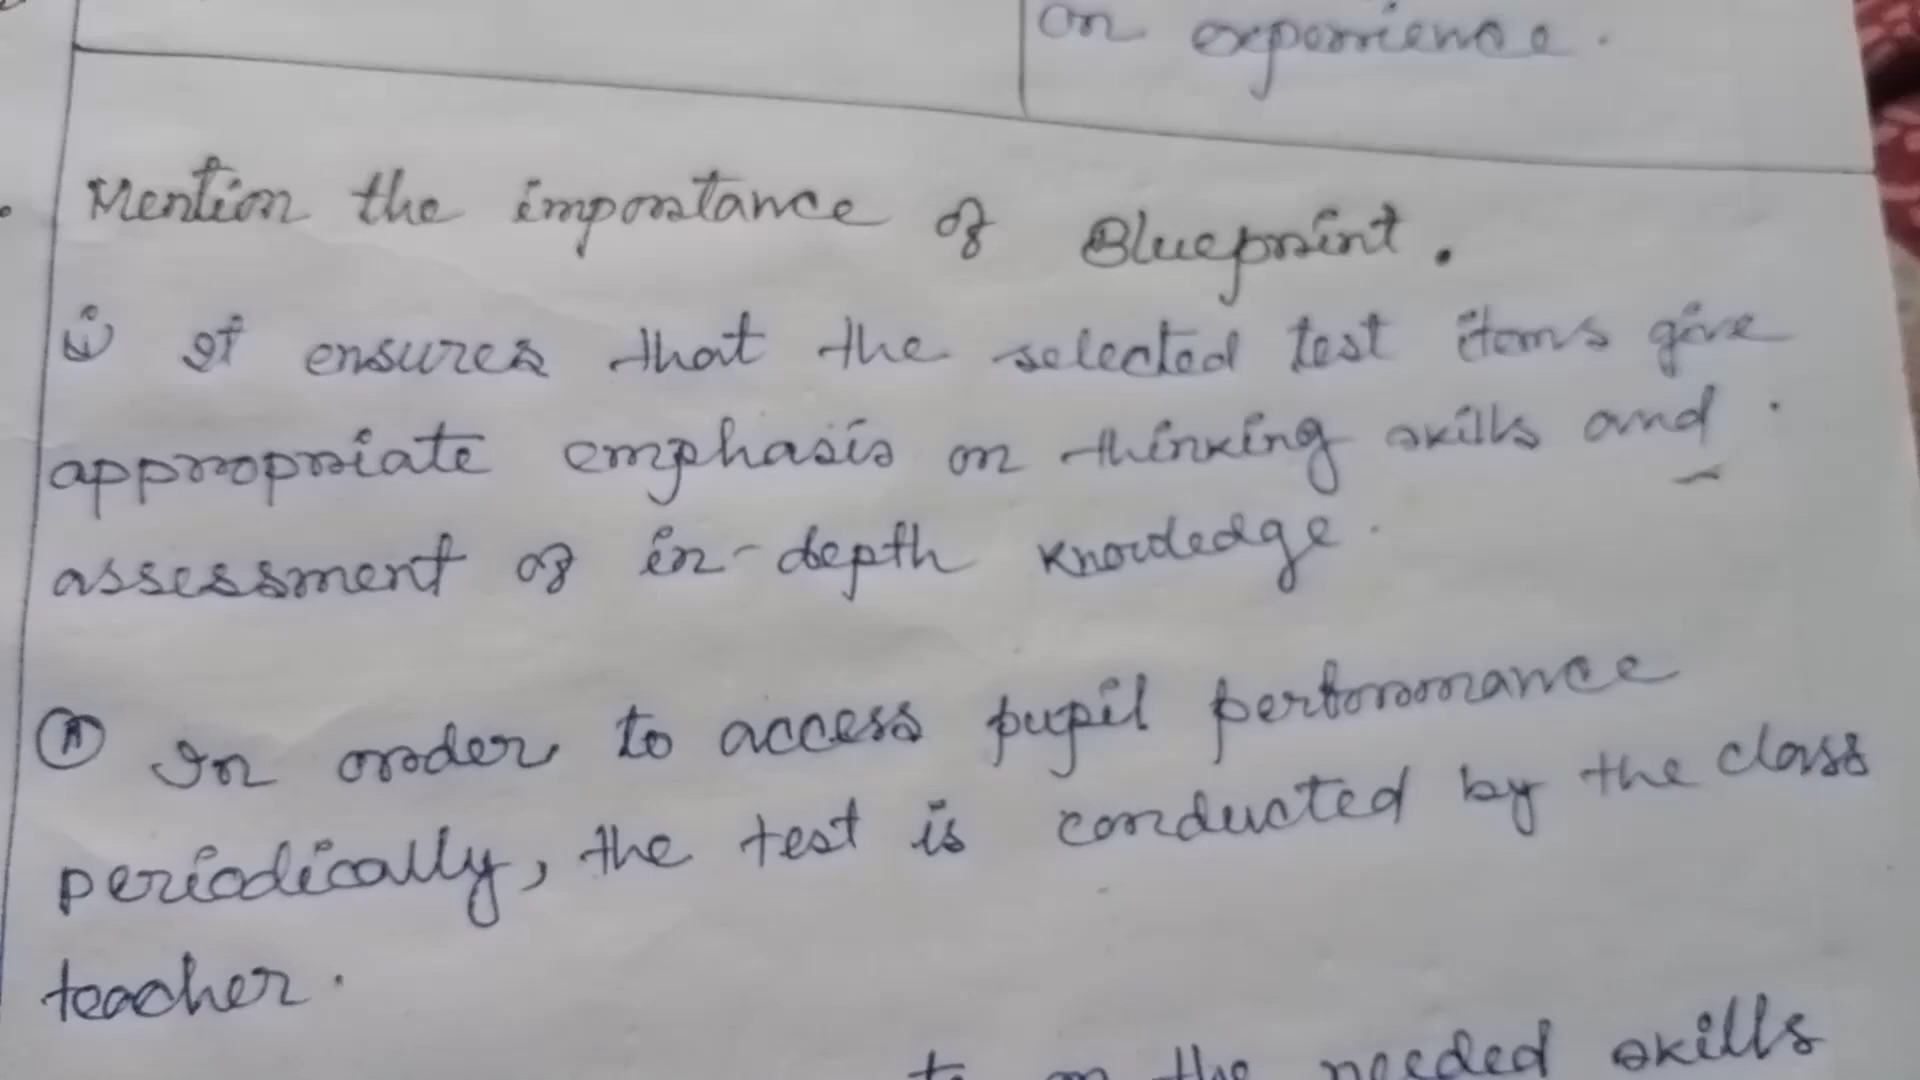 on experience.
Mention the importance of Blueprint.
i) It ensures that the selected test items give
appropriate emphasis on thinking skills and
assessment of in-depth knowledge.
ii) In order to access pupil performance
periodically, the test is conducted by the class
teacher.
the needed skills